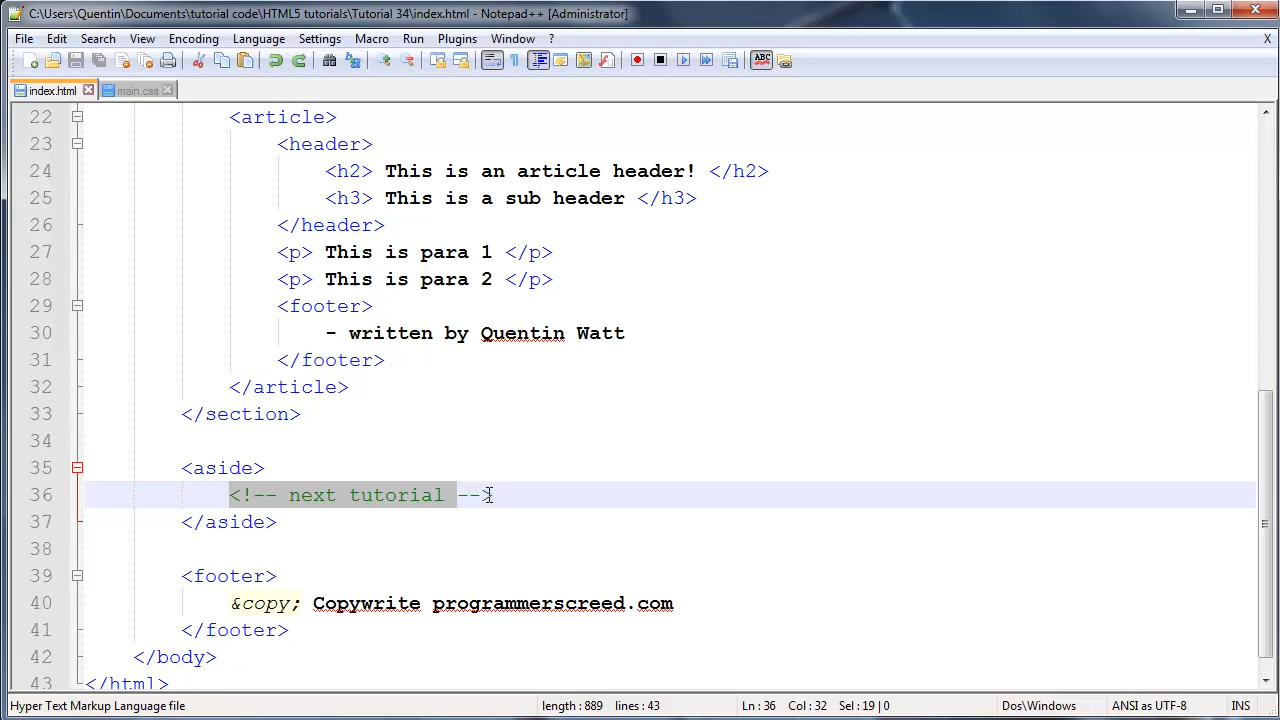 C:\Users\Quentin\Documents\tutorial code\HTML5 tutorials\Tutorial 34\index.html - Notepad++ [Administrator]
File Edit Search View Encoding Language Settings Macro Run Plugins Window ? X
index.html main.css
22 <article>
23 <header>
24 <h2> This is an article header! </h2>
25 <h3> This is a sub header </h3>
26 </header>
27 <p> This is para 1 </p>
28 <p> This is para 2 </p>
29 <footer>
30 - written by Quentin Watt
31 </footer>
32 </article>
33 </section>
34
35 <aside>
36 <!-- next tutorial -->
37 </aside>
38
39 <footer>
40 &copy; Copywrite programmerscreed.com
41 </footer>
42 </body>
43 </html>
Hyper Text Markup Language file length : 889 lines : 43 Ln : 36 Col : 32 Sel : 19 | 0 Dos\Windows ANSI as UTF-8 INS